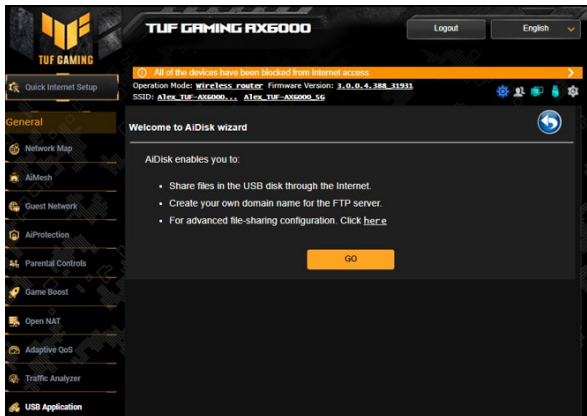 TUF GAMING AX6000
Logout
English
TUF GAMING
All of the devices have been blocked from Internet access.
Quick Internet Setup
Operation Mode: Wireless router Firmware Version: 3.0.0.4.388_31931
SSID: Alex_TUF-AX6000... Alex_TUF-AX6000_5G
General
Welcome to AiDisk wizard
Network Map
AiDisk enables you to:
AiMesh
• Share files in the USB disk through the Internet.
• Create your own domain name for the FTP server.
Guest Network
• For advanced file-sharing configuration. Click here
AiProtection
GO
Parental Controls
Game Boost
Open NAT
Adaptive QoS
Traffic Analyzer
USB Application